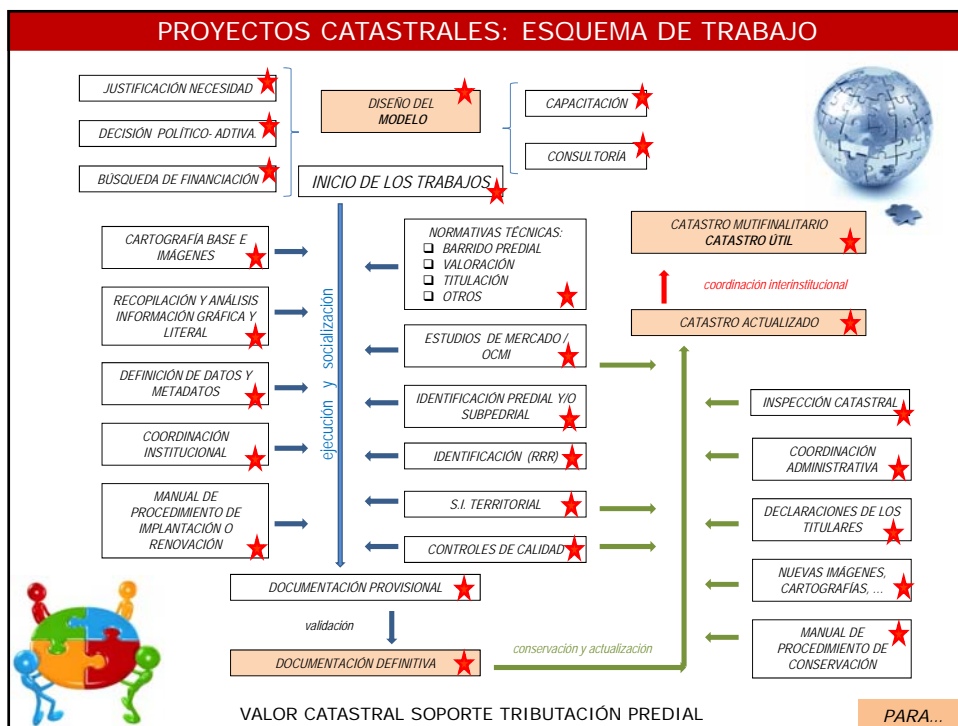 PROYECTOS CATASTRALES: ESQUEMA DE TRABAJO
JUSTIFICACIÓN NECESIDAD
DECISIÓN POLÍTICO- ADTIVA.
BÚSQUEDA DE FINANCIACIÓN
DISEÑO DEL
MODELO
CAPACITACIÓN
CONSULTORÍA
INICIO DE LOS TRABAJOS
CARTOGRAFÍA BASE E
IMÁGENES
RECOPILACIÓN Y ANÁLISIS
INFORMACIÓN GRÁFICA Y
LITERAL
DEFINICIÓN DE DATOS Y
METADATOS
COORDINACIÓN
INSTITUCIONAL
MANUAL DE
PROCEDIMIENTO DE
IMPLANTACIÓN O
RENOVACIÓN
ejecución y socialización
NORMATIVAS TÉCNICAS:
❑ BARRIDO PREDIAL
❑ VALORACIÓN
❑ TITULACIÓN
❑ OTROS
ESTUDIOS DE MERCADO /
OCMI
IDENTIFICACIÓN PREDIAL Y/O
SUBPEDRIAL
IDENTIFICACIÓN (RRR)
S.I. TERRITORIAL
CONTROLES DE CALIDAD
CATASTRO MUTIFINALITARIO
CATASTRO ÚTIL
coordinación interinstitucional
CATASTRO ACTUALIZADO
INSPECCIÓN CATASTRAL
COORDINACIÓN
ADMINISTRATIVA
DECLARACIONES DE LOS
TITULARES
NUEVAS IMÁGENES,
CARTOGRAFÍAS, ...
MANUAL DE
PROCEDIMIENTO DE
CONSERVACIÓN
DOCUMENTACIÓN PROVISIONAL
validación
DOCUMENTACIÓN DEFINITIVA
conservación y actualización
VALOR CATASTRAL SOPORTE TRIBUTACIÓN PREDIAL
PARA...